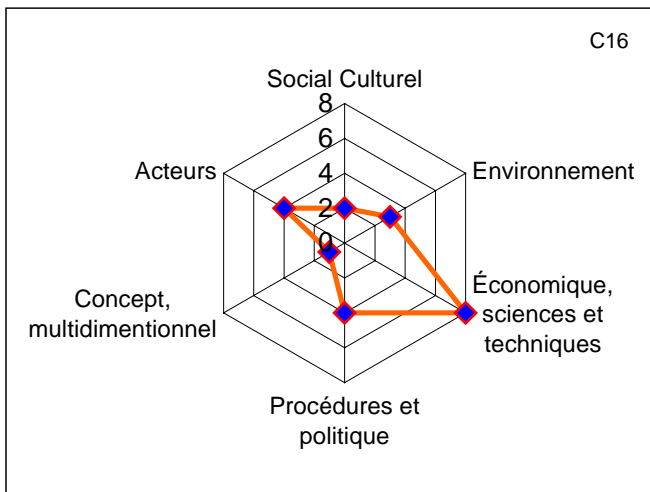 C16
Social Culturel
8
6
4
2
0
Acteurs
Environnement
Économique,
sciences et
techniques
Concept,
multidimentionnel
Procédures et
politique